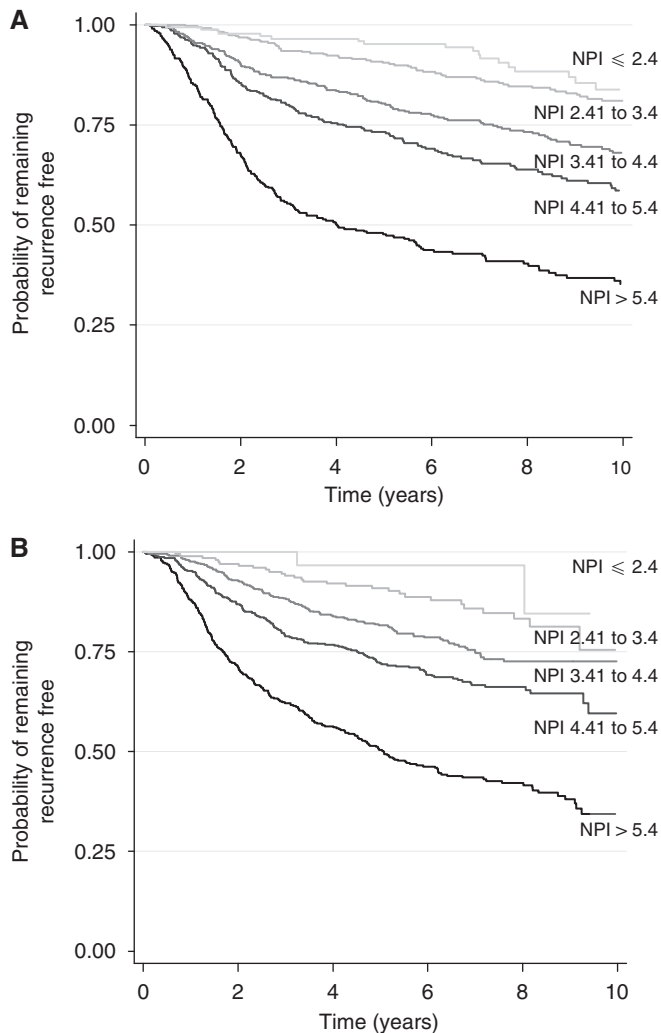 A
1.00
0.75
0.50
0.25
0.00
Probability of remaining
recurrence free
NPI ⩽ 2.4
NPI 2.41 to 3.4
NPI 3.41 to 4.4
NPI 4.41 to 5.4
NPI > 5.4
0 2 4 6 8 10
Time (years)
B
1.00
0.75
0.50
0.25
0.00
Probability of remaining
recurrence free
NPI ⩽ 2.4
NPI 2.41 to 3.4
NPI 3.41 to 4.4
NPI 4.41 to 5.4
NPI > 5.4
0 2 4 6 8 10
Time (years)